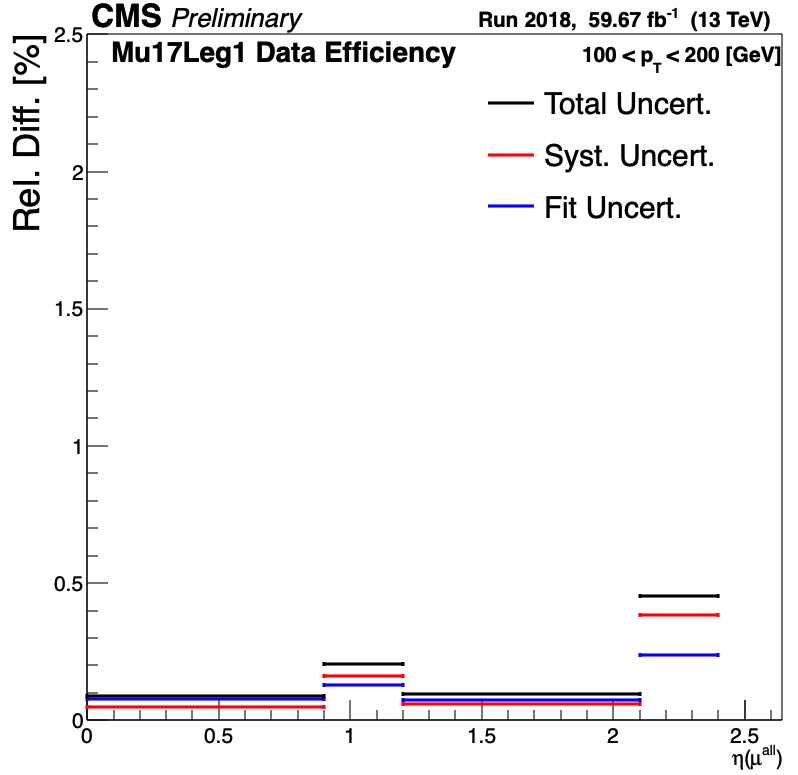 CMS Preliminary
Run 2018, 59.67 fb⁻¹ (13 TeV)
Mu17Leg1 Data Efficiency
100 < p_T < 200 [GeV]
Rel. Diff. [%]
Total Uncert.
Syst. Uncert.
Fit Uncert.
2.5
2
1.5
1
0.5
0
0 0.5 1 1.5 2 2.5
η(μ^all)